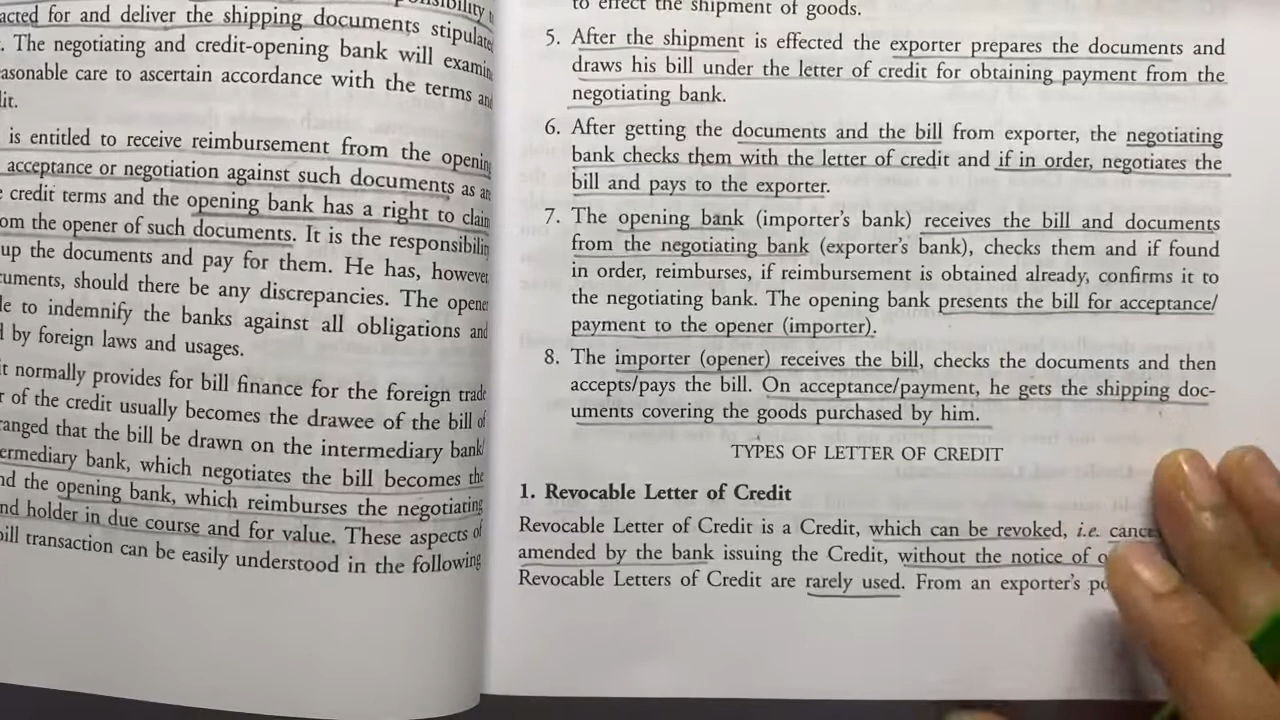 acted for and deliver the shipping documents
. The negotiating and credit-opening bank will
asonable care to ascertain accordance with the terms
lit.
is entitled to receive reimbursement from the
acceptance or negotiation against such documents as
credit terms and the opening bank has a right to claim
om the opener of such documents. It is the
up the documents and pay for them. He has,
cuments, should there be any discrepancies. The
le to indemnify the banks against all obligations and
by foreign laws and usages.
it normally provides for bill finance for the foreign trade
r of the credit usually becomes the drawee of the bill of
ranged that the bill be drawn on the intermediary bank/
ermediary bank, which negotiates the bill becomes the
nd the opening bank, which reimburses the negotiating
nd holder in due course and for value. These aspects of
bill transaction can be easily understood in the following
to effect the shipment of goods.
5. After the shipment is effected the exporter prepares the documents and
draws his bill under the letter of credit for obtaining payment from the
negotiating bank.
6. After getting the documents and the bill from exporter, the negotiating
bank checks them with the letter of credit and if in order, negotiates the
bill and pays to the exporter.
7. The opening bank (importer's bank) receives the bill and documents
from the negotiating bank (exporter's bank), checks them and if found
in order, reimburses, if reimbursement is obtained already, confirms it to
the negotiating bank. The opening bank presents the bill for acceptance/
payment to the opener (importer).
8. The importer (opener) receives the bill, checks the documents and then
accepts/pays the bill. On acceptance/payment, he gets the shipping doc-
uments covering the goods purchased by him.
TYPES OF LETTER OF CREDIT
1. Revocable Letter of Credit
Revocable Letter of Credit is a Credit, which can be revoked, i.e.
amended by the bank issuing the Credit, without the notice of
Revocable Letters of Credit are rarely used. From an exporter's